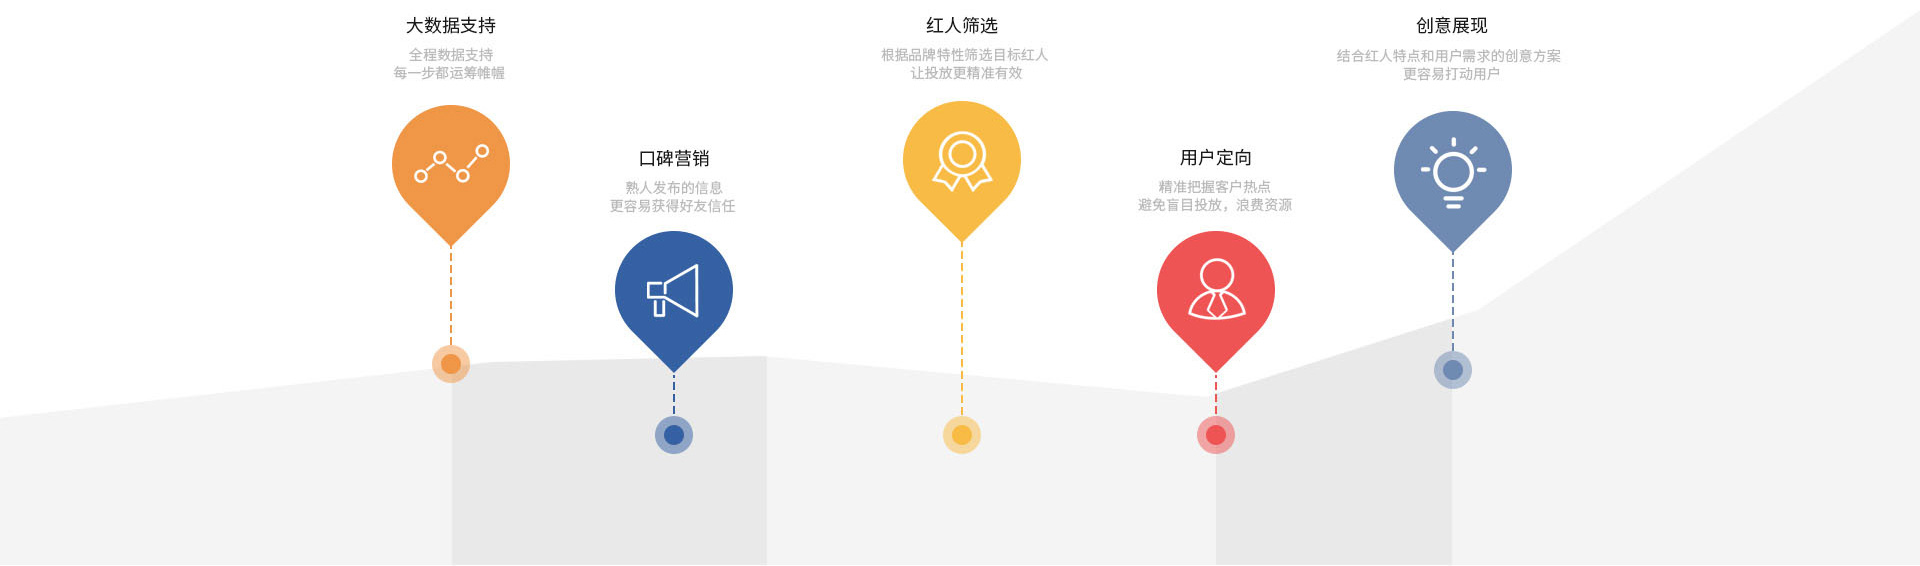 大数据支持
全程数据支持
每一步都运筹帷幄
口碑营销
熟人发布的信息
更容易获得好友信任
红人筛选
根据品牌特性筛选目标红人
让投放更精准有效
用户定向
精准把握客户热点
避免盲目投放，浪费资源
创意展现
结合红人特点和用户需求的创意方案
更容易打动用户